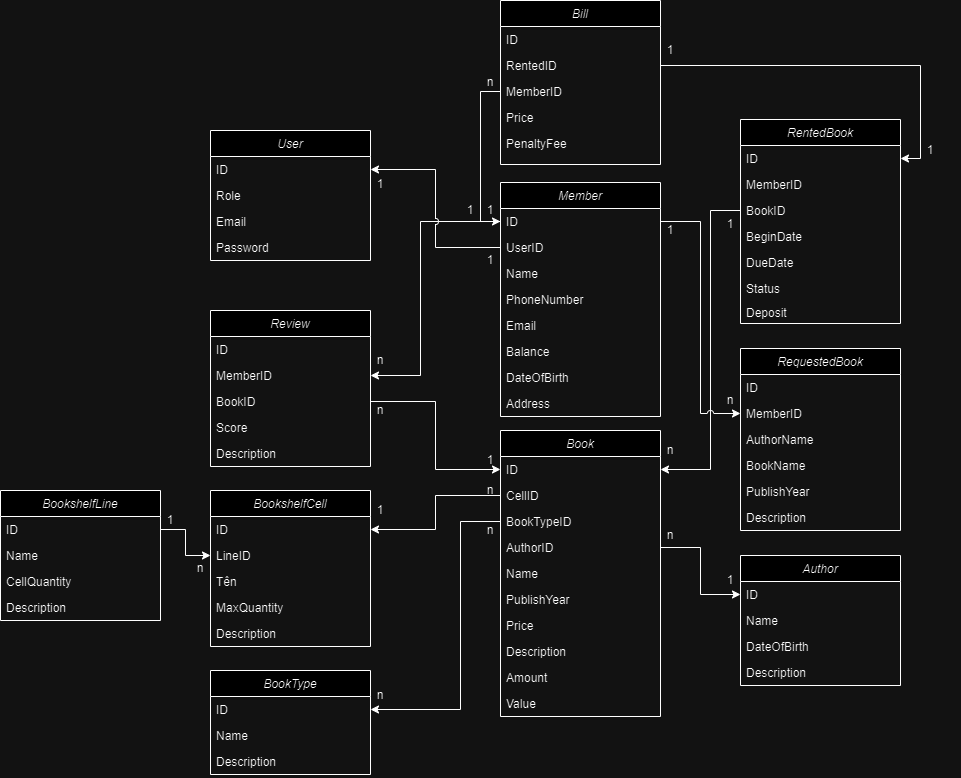 Bill
ID
RentedID
MemberID
Price
PenaltyFee
1
n
1
User
ID
Role
Email
Password
1
RentedBook
ID
MemberID
BookID
BeginDate
DueDate
Status
Deposit
1
Member
ID
UserID
Name
PhoneNumber
Email
Balance
DateOfBirth
Address
1
1
1
1
Review
ID
MemberID
BookID
Score
Description
n
n
RequestedBook
ID
MemberID
AuthorName
BookName
PublishYear
Description
n
Book
ID
CellID
BookTypeID
AuthorID
Name
PublishYear
Price
Description
Amount
Value
1
n
n
n
n
BookshelfLine
ID
Name
CellQuantity
Description
1
BookshelfCell
ID
LineID
Tên
MaxQuantity
Description
1
n
Author
ID
Name
DateOfBirth
Description
1
BookType
ID
Name
Description
n